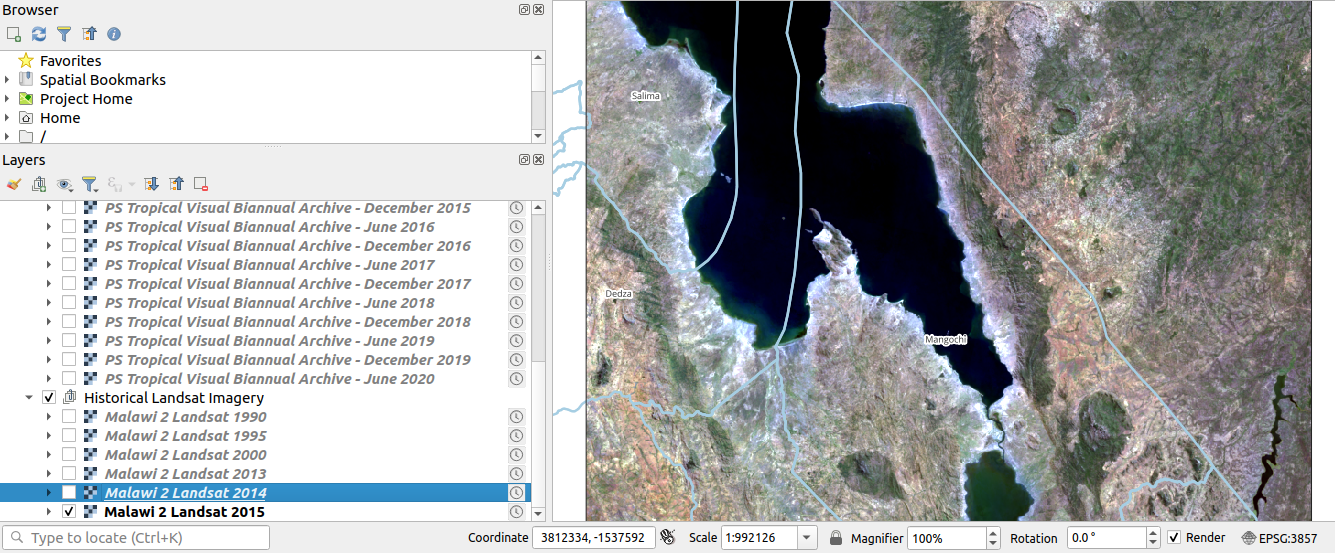 Browser
Favorites
Spatial Bookmarks
Project Home
Home
/
Layers
PS Tropical Visual Biannual Archive - December 2015
PS Tropical Visual Biannual Archive - June 2016
PS Tropical Visual Biannual Archive - December 2016
PS Tropical Visual Biannual Archive - June 2017
PS Tropical Visual Biannual Archive - December 2017
PS Tropical Visual Biannual Archive - June 2018
PS Tropical Visual Biannual Archive - December 2018
PS Tropical Visual Biannual Archive - June 2019
PS Tropical Visual Biannual Archive - December 2019
PS Tropical Visual Biannual Archive - June 2020
Historical Landsat Imagery
Malawi 2 Landsat 1990
Malawi 2 Landsat 1995
Malawi 2 Landsat 2000
Malawi 2 Landsat 2013
Malawi 2 Landsat 2014
Malawi 2 Landsat 2015
Salima
Dedza
Mangochi
Type to locate (Ctrl+K)
Coordinate 3812334, -1537592
Scale 1:992126
Magnifier 100%
Rotation 0.0 °
Render
EPSG:3857